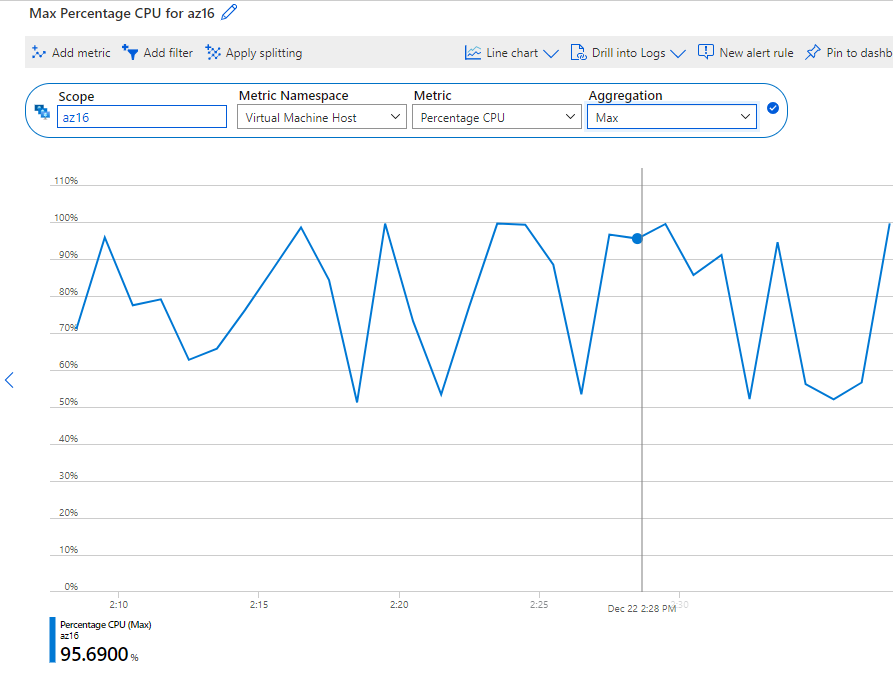 Max Percentage CPU for az16
Add metric Add filter Apply splitting Line chart Drill into Logs New alert rule Pin to dashb
Scope Metric Namespace Metric Aggregation
az16 Virtual Machine Host Percentage CPU Max
110%
100%
90%
80%
70%
60%
50%
40%
30%
20%
10%
0%
2:10 2:15 2:20 2:25 Dec 22 2:28 PM :30
Percentage CPU (Max)
az16
95.6900 %